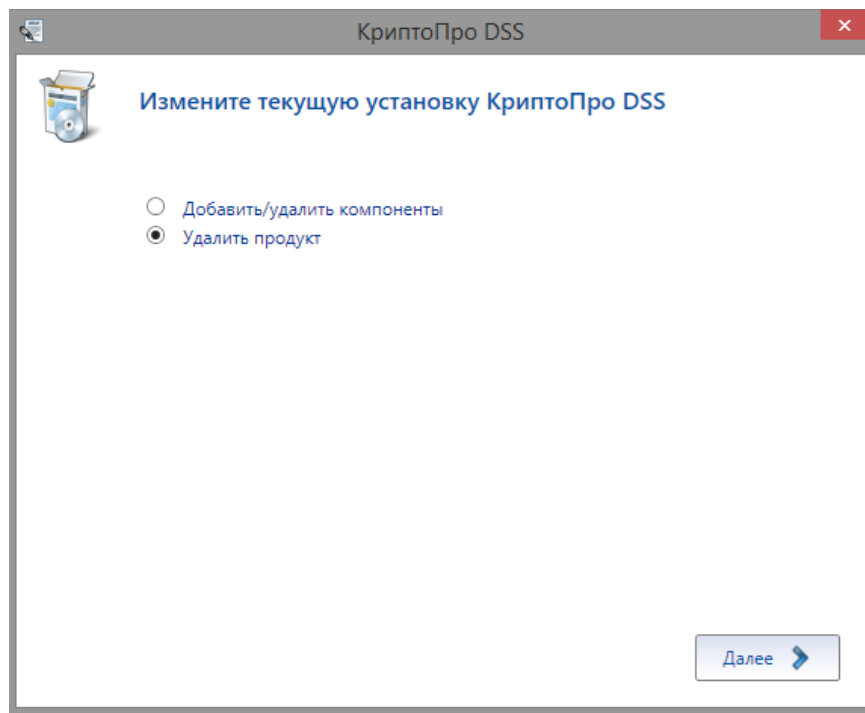 КриптоПро DSS
Измените текущую установку КриптоПро DSS
Добавить/удалить компоненты
Удалить продукт
Далее